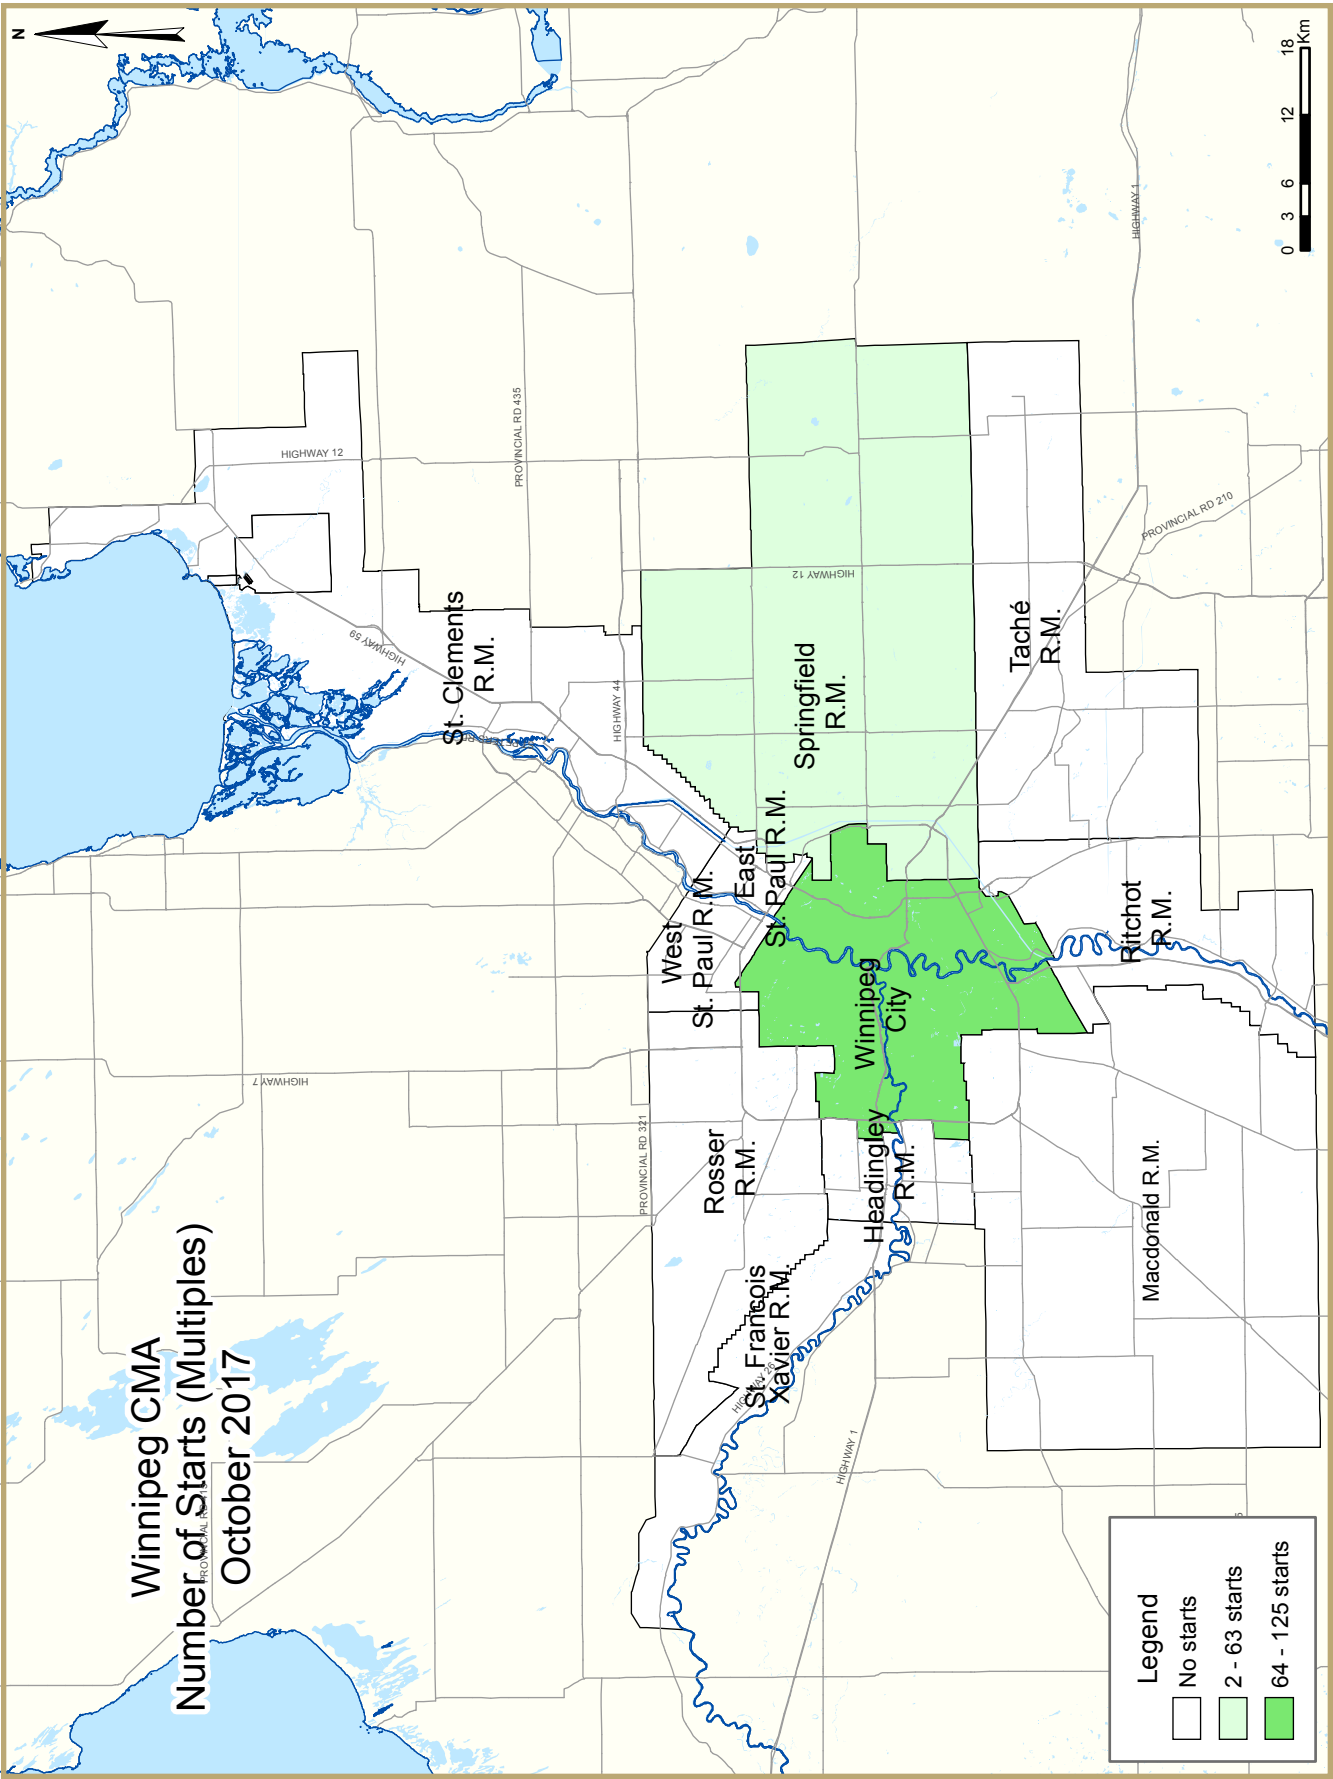 Winnipeg CMA
Number of Starts (Multiples)
October 2017
N
HIGHWAY 12
PROVINCIAL RD 435
HIGHWAY 59
St. Clements
R.M.
HIGHWAY 44
HIGHWAY 7
PROVINCIAL RD 321
West
St. Paul R.M.
East
St. Paul R.M.
Rosser
R.M.
St. Francois
Xavier R.M.
HIGHWAY 26
HIGHWAY 12
Springfield
R.M.
Winnipeg
City
Headingley
R.M.
HIGHWAY 1
Taché
R.M.
HIGHWAY 1
PROVINCIAL RD 210
Ritchot
R.M.
Macdonald R.M.
Legend
No starts
2 - 63 starts
64 - 125 starts
0 3 6 12 18
Km